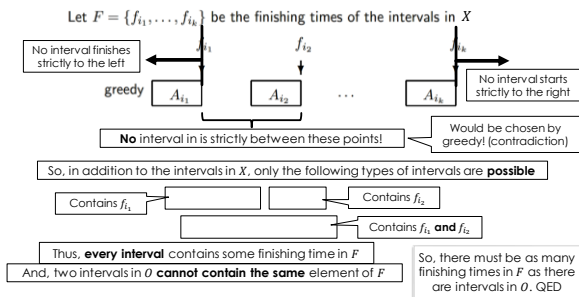 Let F = {f_{i_1}, . . . , f_{i_k}} be the finishing times of the intervals in X
No interval finishes
strictly to the left
f_{i_1}
f_{i_2}
f_{i_k}
No interval starts
strictly to the right
greedy
A_{i_1}
A_{i_2}
. . .
A_{i_k}
No interval in is strictly between these points!
Would be chosen by
greedy! (contradiction)
So, in addition to the intervals in X, only the following types of intervals are possible
Contains f_{i_1}
Contains f_{i_2}
Contains f_{i_1} and f_{i_2}
Thus, every interval contains some finishing time in F
And, two intervals in O cannot contain the same element of F
So, there must be as many
finishing times in F as there
are intervals in O. QED